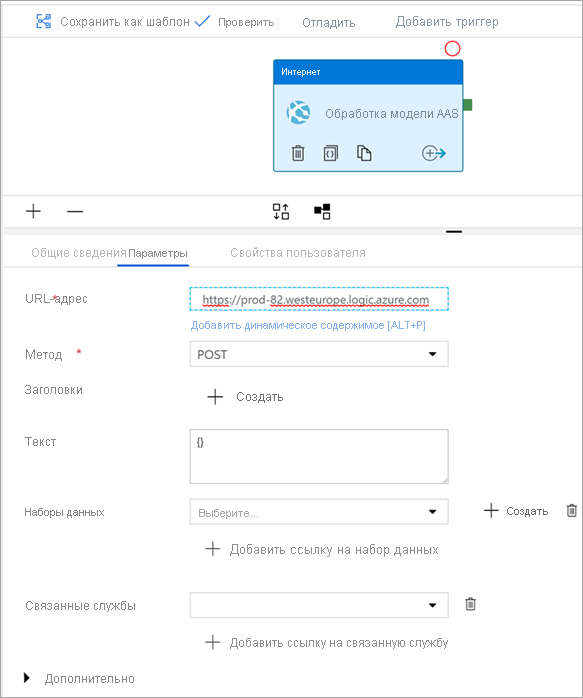 Сохранить как шаблон Проверить Отладить Добавить триггер
Интернет
Обработка модели AAS
Общие сведения Параметры Свойства пользователя
URL-адрес * https://prod-82.westeurope.logic.azure.com
Добавить динамическое содержимое [ALT+P]
Метод * POST
Заголовки + Создать
Текст {}
Наборы данных Выберите... + Создать
+ Добавить ссылку на набор данных
Связанные службы
+ Добавить ссылку на связанную службу
Дополнительно